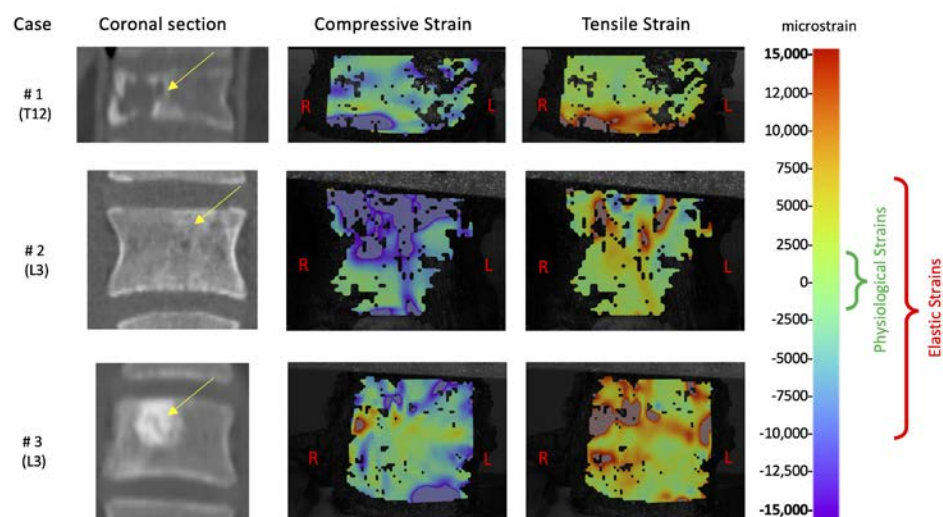 Case Coronal section Compressive Strain Tensile Strain microstrain
# 1
(T12)
R L R L
# 2
(L3)
R L R L
# 3
(L3)
R L R L
15,000
12,500
10,000
7500
5000
2500
0
-2500
-5000
-7500
-10,000
-12,500
-15,000
Physiological Strains
Elastic Strains